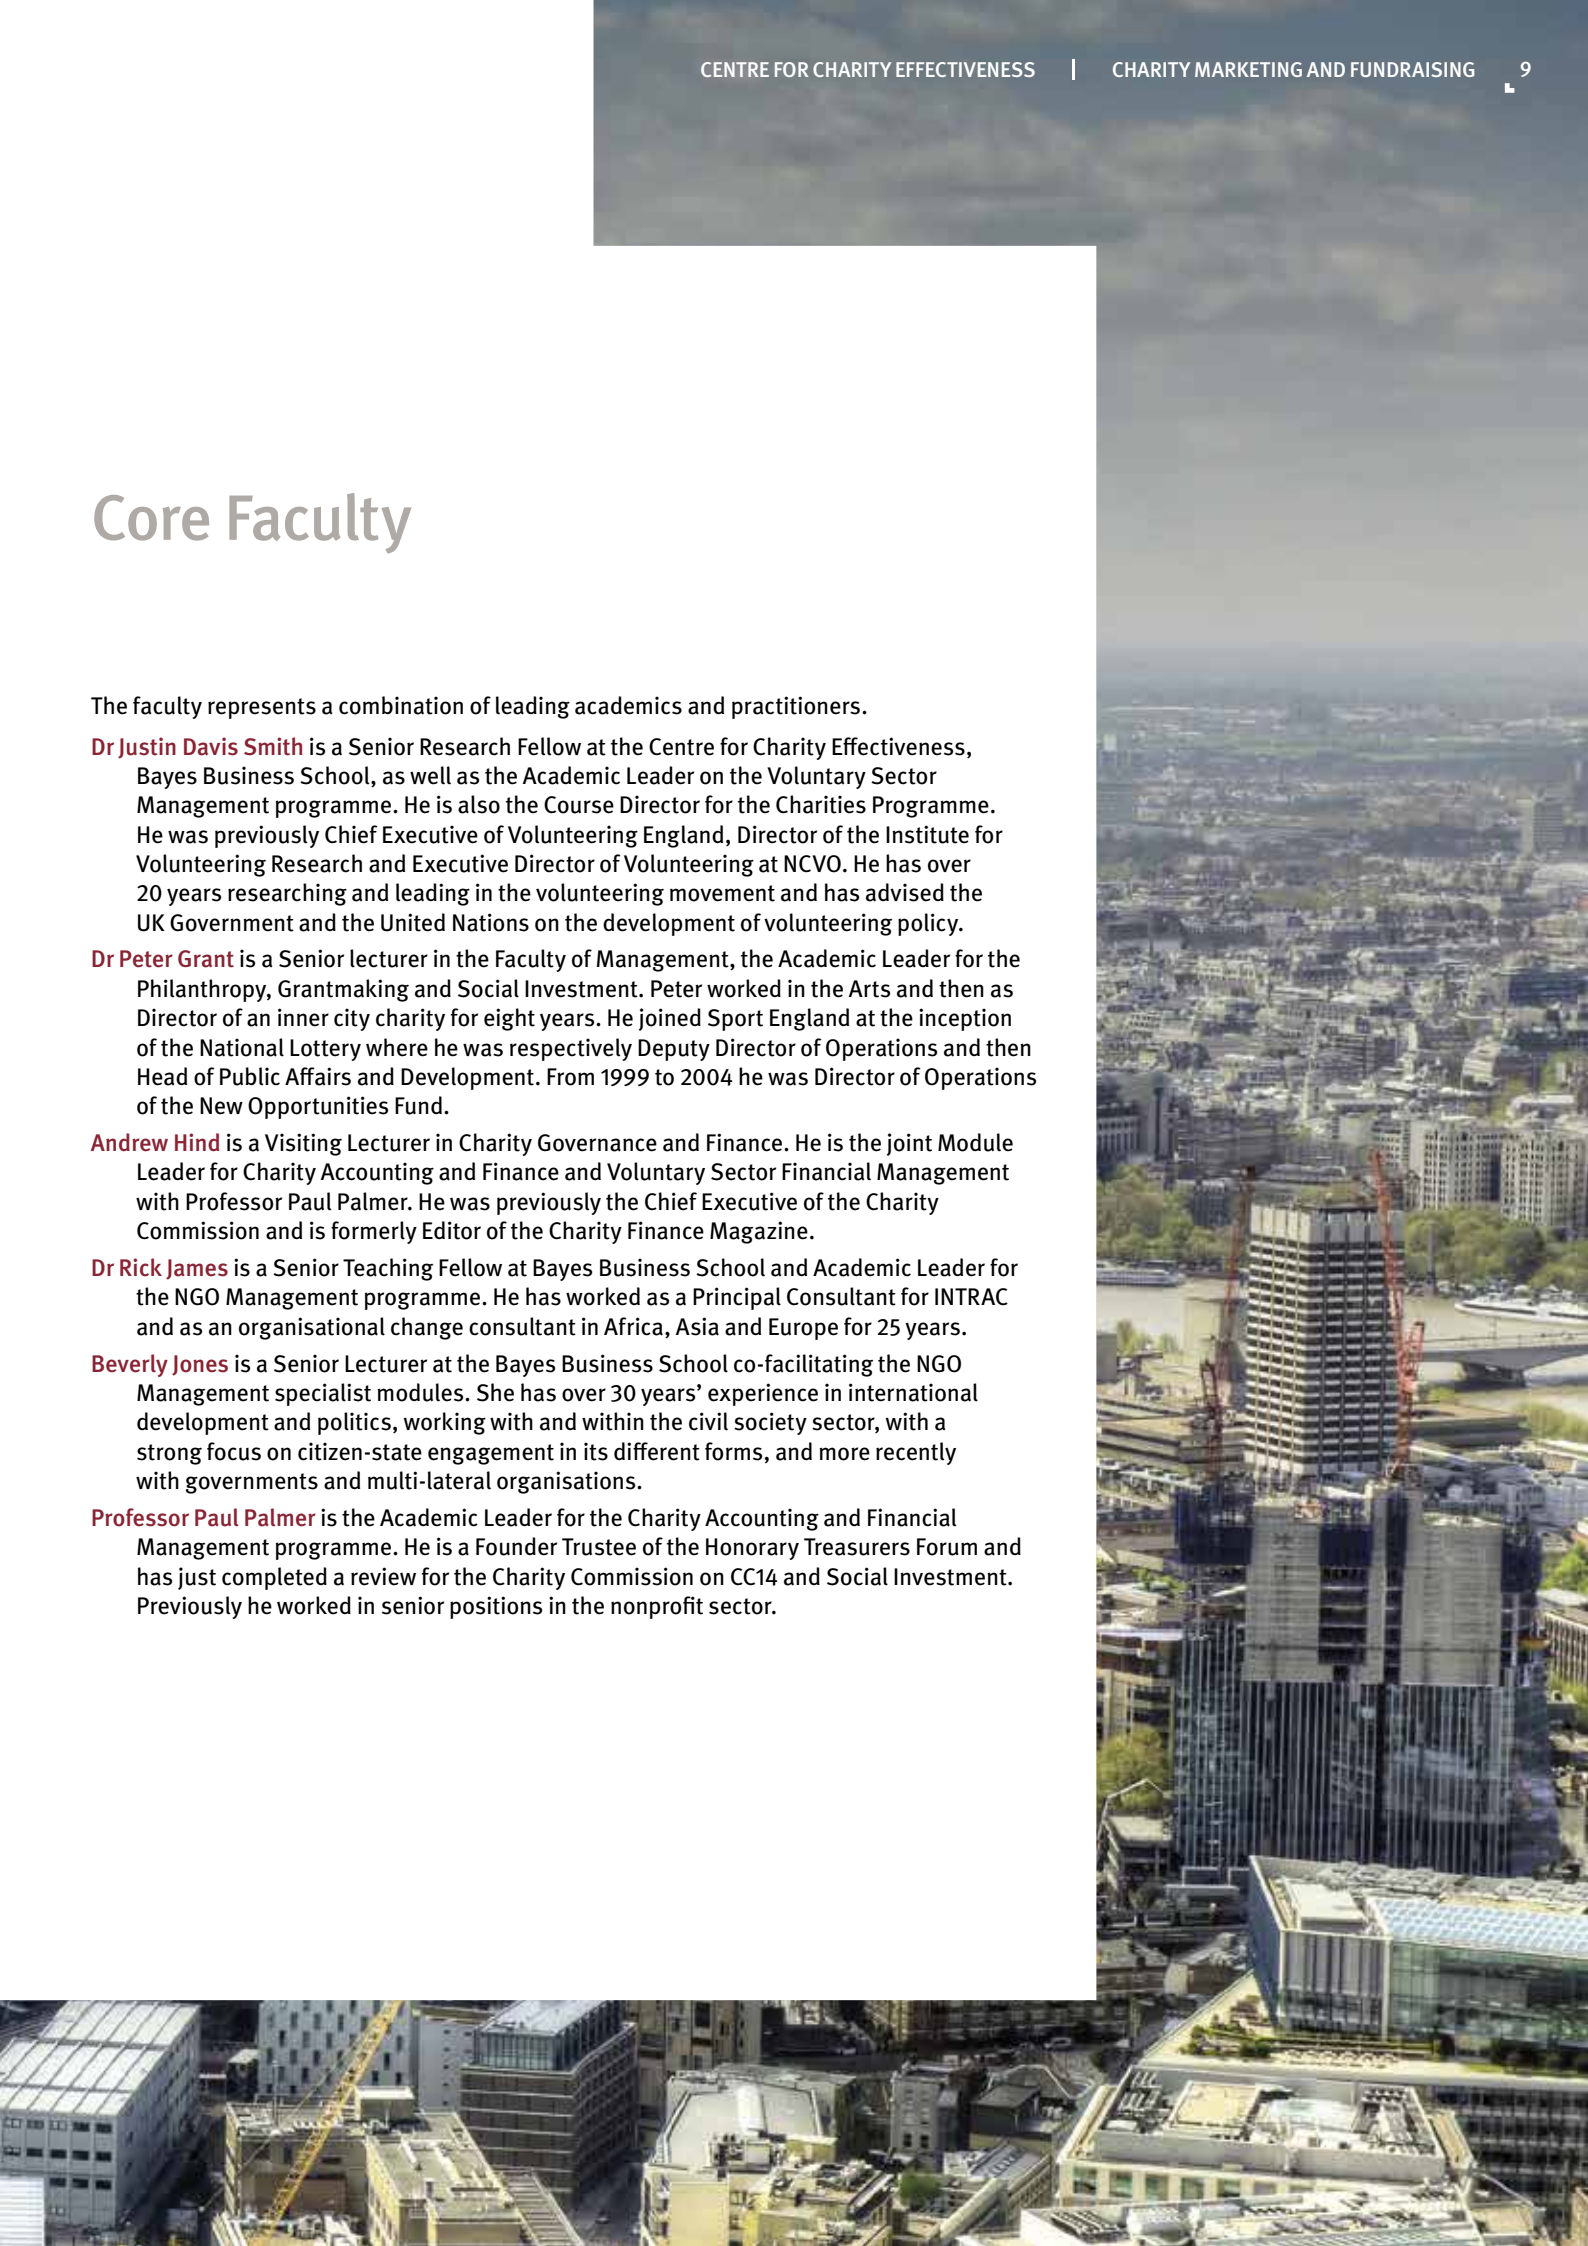 CENTRE FOR CHARITY EFFECTIVENESS | CHARITY MARKETING AND FUNDRAISING 9
Core Faculty
The faculty represents a combination of leading academics and practitioners.
Dr Justin Davis Smith is a Senior Research Fellow at the Centre for Charity Effectiveness,
Bayes Business School, as well as the Academic Leader on the Voluntary Sector
Management programme. He is also the Course Director for the Charities Programme.
He was previously Chief Executive of Volunteering England, Director of the Institute for
Volunteering Research and Executive Director of Volunteering at NCVO. He has over
20 years researching and leading in the volunteering movement and has advised the
UK Government and the United Nations on the development of volunteering policy.
Dr Peter Grant is a Senior lecturer in the Faculty of Management, the Academic Leader for the
Philanthropy, Grantmaking and Social Investment. Peter worked in the Arts and then as
Director of an inner city charity for eight years. He joined Sport England at the inception
of the National Lottery where he was respectively Deputy Director of Operations and then
Head of Public Affairs and Development. From 1999 to 2004 he was Director of Operations
of the New Opportunities Fund.
Andrew Hind is a Visiting Lecturer in Charity Governance and Finance. He is the joint Module
Leader for Charity Accounting and Finance and Voluntary Sector Financial Management
with Professor Paul Palmer. He was previously the Chief Executive of the Charity
Commission and is formerly Editor of the Charity Finance Magazine.
Dr Rick James is a Senior Teaching Fellow at Bayes Business School and Academic Leader for
the NGO Management programme. He has worked as a Principal Consultant for INTRAC
and as an organisational change consultant in Africa, Asia and Europe for 25 years.
Beverly Jones is a Senior Lecturer at the Bayes Business School co-facilitating the NGO
Management specialist modules. She has over 30 years’ experience in international
development and politics, working with and within the civil society sector, with a
strong focus on citizen-state engagement in its different forms, and more recently
with governments and multi-lateral organisations.
Professor Paul Palmer is the Academic Leader for the Charity Accounting and Financial
Management programme. He is a Founder Trustee of the Honorary Treasurers Forum and
has just completed a review for the Charity Commission on CC14 and Social Investment.
Previously he worked in senior positions in the nonprofit sector.